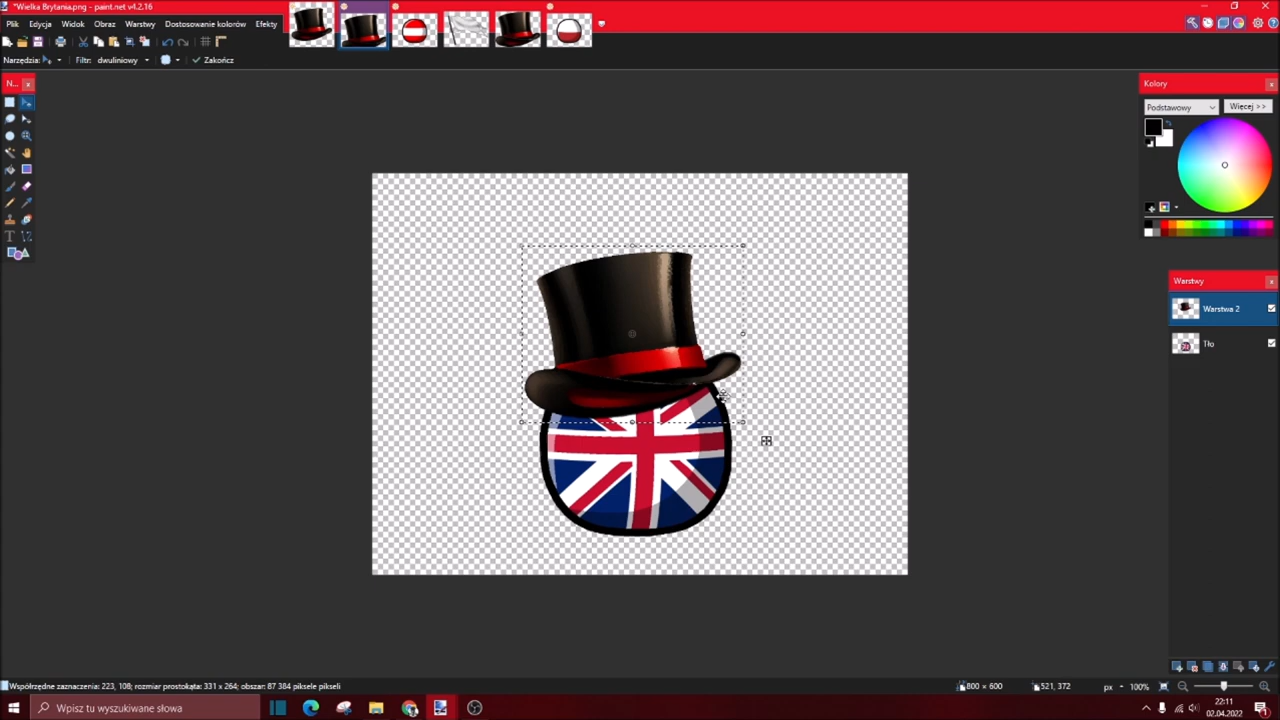 *Wielka Brytania.png - paint.net v4.2.16
Plik Edycja Widok Obraz Warstwy Dostosowanie kolorów Efekty
Narzędzia: Filtr: dwuliniowy Zakończ
N...
Kolory
Podstawowy Więcej >>
Warstwy
Warstwa 2
Tło
Współrzędne zaznaczenia: 223, 108; rozmiar prostokąta: 331 x 264; obszar: 87 384 piksele pikseli
800 × 600 521, 372 px 100%
Wpisz tu wyszukiwane słowa
22:11
02.04.2022